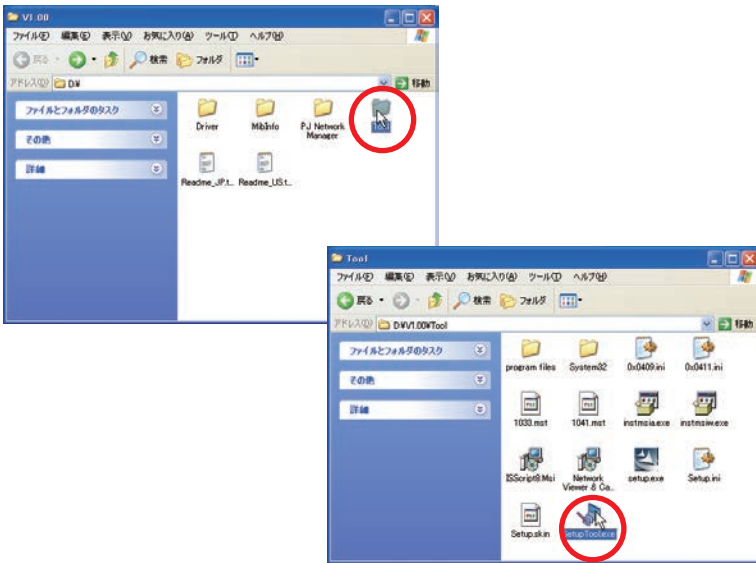 V1.00
ファイル(F) 編集(E) 表示(V) お気に入り(A) ツール(T) ヘルプ(H)
戻る 検索 フォルダ
アドレス(D) D:¥
移動
ファイルとフォルダのタスク
その他
詳細
Driver MibInfo PJ Network Manager
Readme_JP.t... Readme_US.t...
Tool
ファイル(F) 編集(E) 表示(V) お気に入り(A) ツール(T) ヘルプ(H)
戻る 検索 フォルダ
アドレス(D) D:¥V1.00¥Tool
移動
ファイルとフォルダのタスク
その他
詳細
program files System32 0x0409.ini 0x0411.ini
1033.mst 1041.mst instmsia.exe instmsiw.exe
ISScript8.Msi Network Viewer & Ca... setup.exe Setup.ini
Setup.skin SetupTool.exe